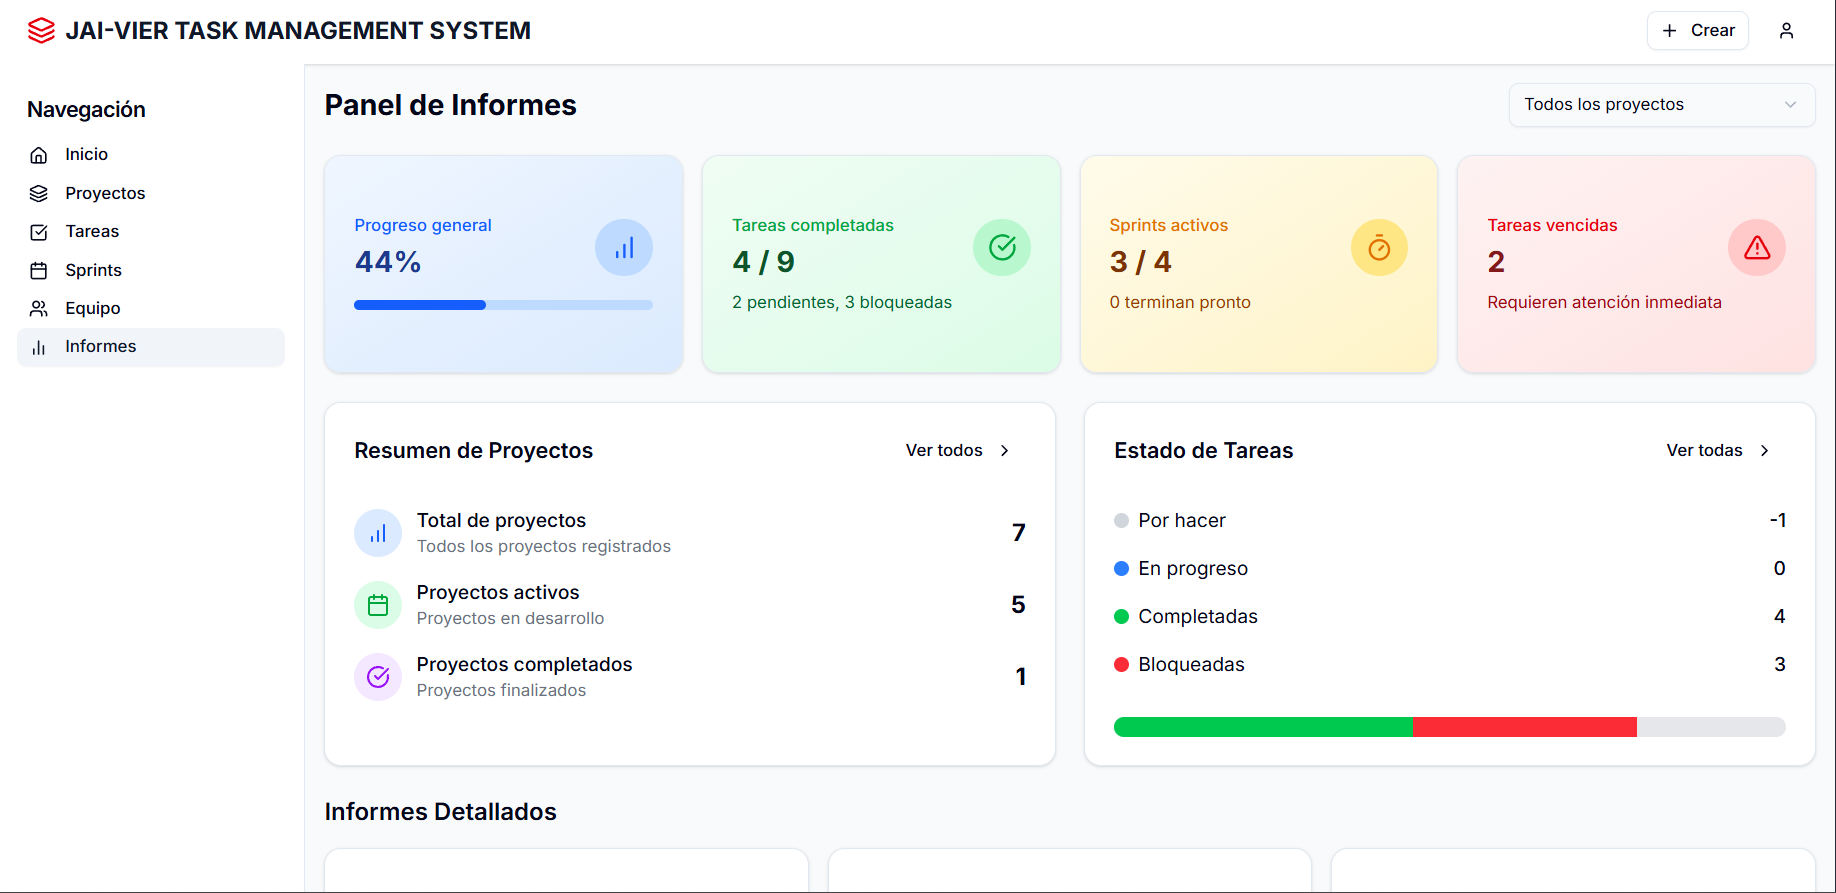 JAI-VIER TASK MANAGEMENT SYSTEM
Crear
Navegación
Inicio
Proyectos
Tareas
Sprints
Equipo
Informes
Panel de Informes
Todos los proyectos
Progreso general
44%
Tareas completadas
4 / 9
2 pendientes, 3 bloqueadas
Sprints activos
3 / 4
0 terminan pronto
Tareas vencidas
2
Requieren atención inmediata
Resumen de Proyectos
Ver todos
Total de proyectos
Todos los proyectos registrados
7
Proyectos activos
Proyectos en desarrollo
5
Proyectos completados
Proyectos finalizados
1
Estado de Tareas
Ver todas
Por hacer -1
En progreso 0
Completadas 4
Bloqueadas 3
Informes Detallados